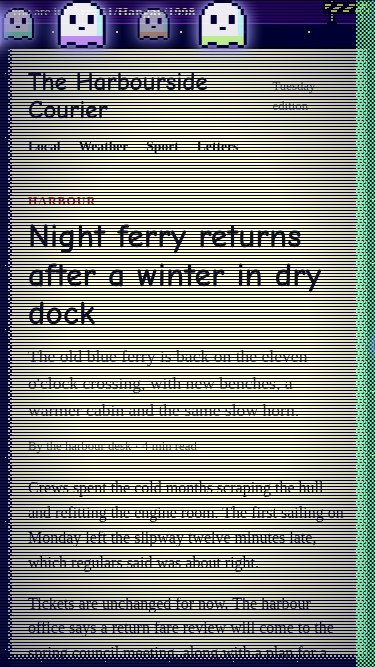 The Harbourside
Courier
Tuesday
edition
Local Weather Sport Letters
HARBOUR
Night ferry returns
after a winter in dry
dock
The old blue ferry is back on the eleven
o'clock crossing, with new benches, a
warmer cabin and the same slow horn.
By the harbour desk · 4 min read
Crews spent the cold months scraping the hull
and refitting the engine room. The first sailing on
Monday left the slipway twelve minutes late,
which regulars said was about right.
Tickets are unchanged for now. The harbour
office says a return fare review will come to the
spring council meeting, along with a plan for a